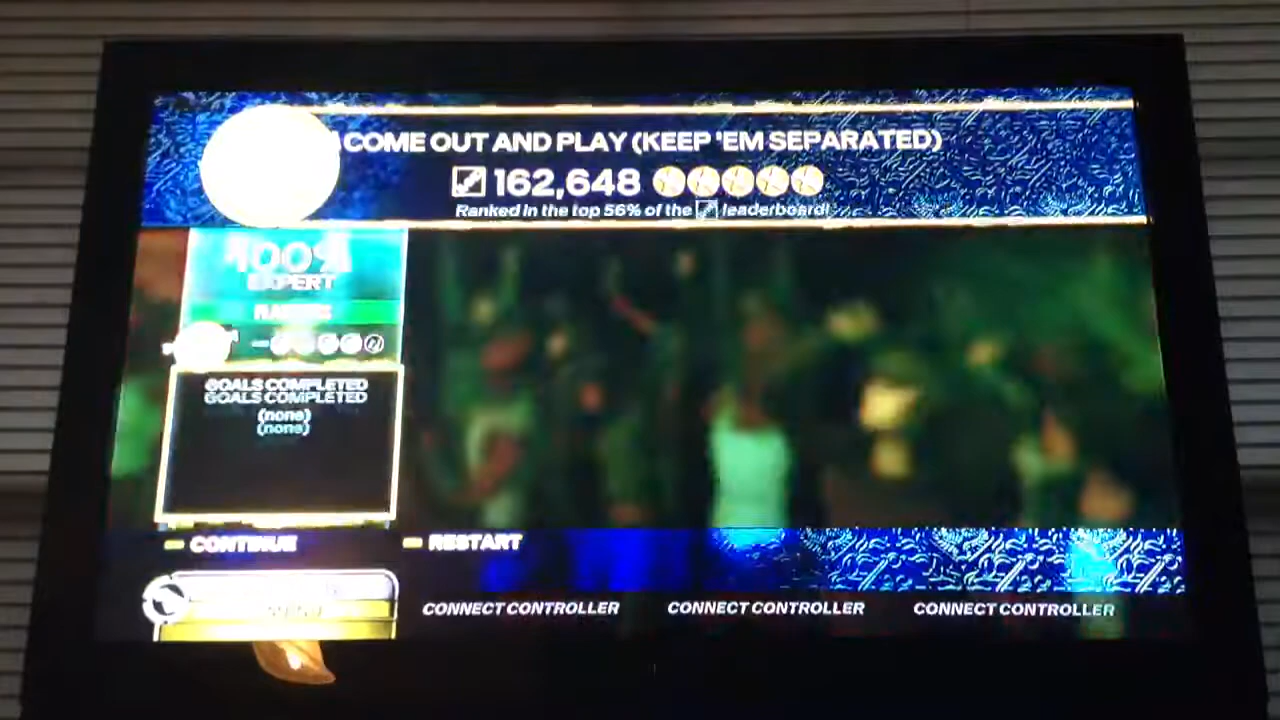 COME OUT AND PLAY (KEEP 'EM SEPARATED)
162,648
Ranked in the top 56% of the leaderboard!
100%
EXPERT
GOALS COMPLETED
GOALS COMPLETED
(none)
(none)
CONTINUE
RESTART
CONNECT CONTROLLER
CONNECT CONTROLLER
CONNECT CONTROLLER